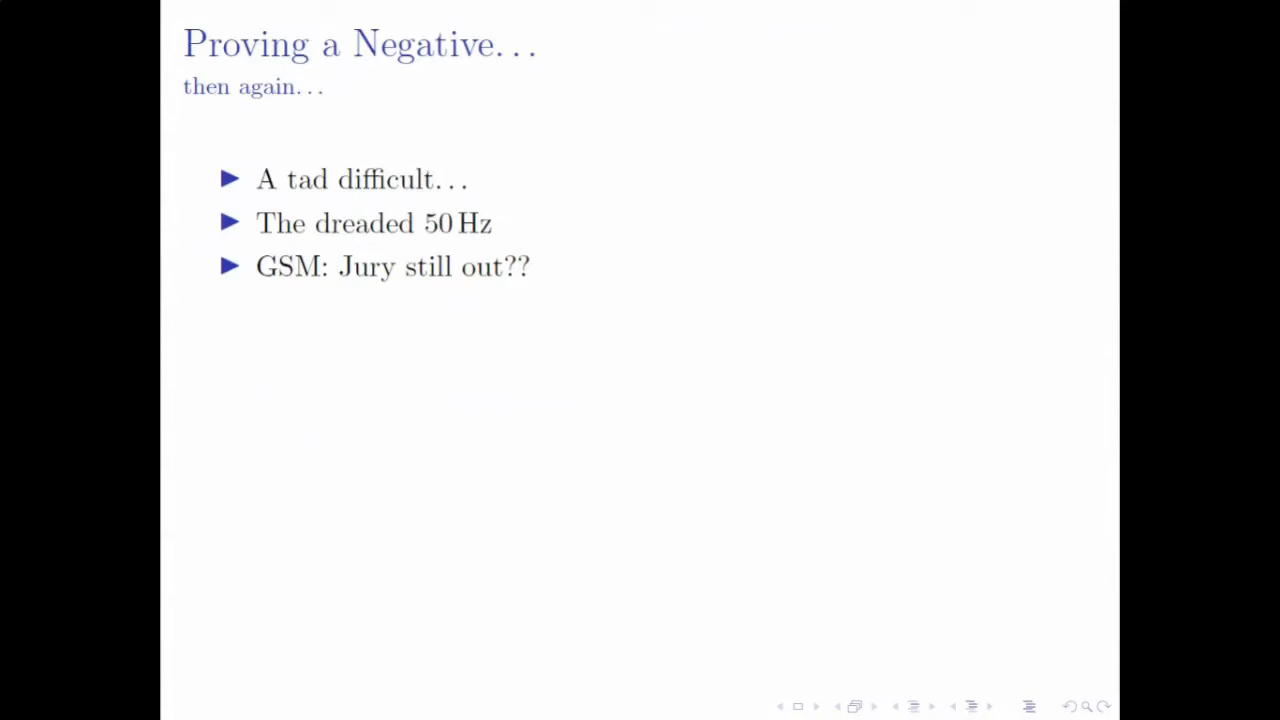 Proving a Negative...
then again...
A tad difficult...
The dreaded 50 Hz
GSM: Jury still out??